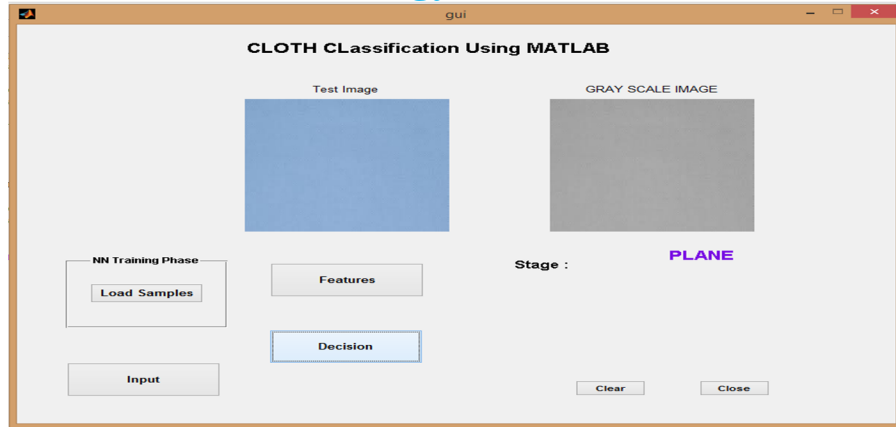 gui
CLOTH CLassification Using MATLAB
Test Image
GRAY SCALE IMAGE
NN Training Phase
Load Samples
Features
Stage :
PLANE
Decision
Input
Clear
Close